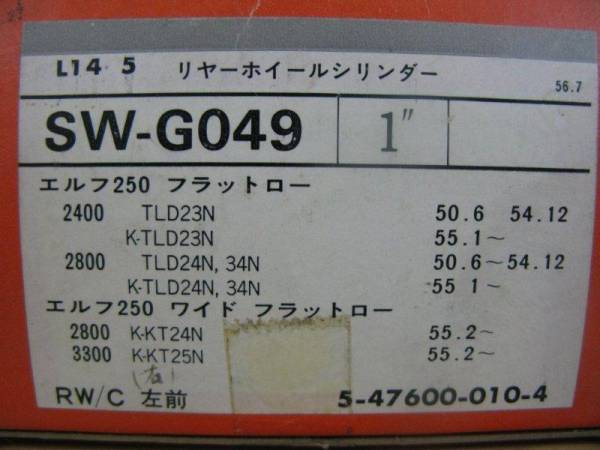 L14 5 リヤーホイールシリンダー 56.7
SW-G049 1"
エルフ250 フラットロー
2400 TLD23N 50.6 54.12
K-TLD23N 55.1~
2800 TLD24N, 34N 50.6~54.12
K-TLD24N, 34N 55 1~
エルフ250 ワイド フラットロー
2800 K-KT24N 55.2~
3300 K-KT25N 55.2~
(右)
RW/C 左前 5-47600-010-4